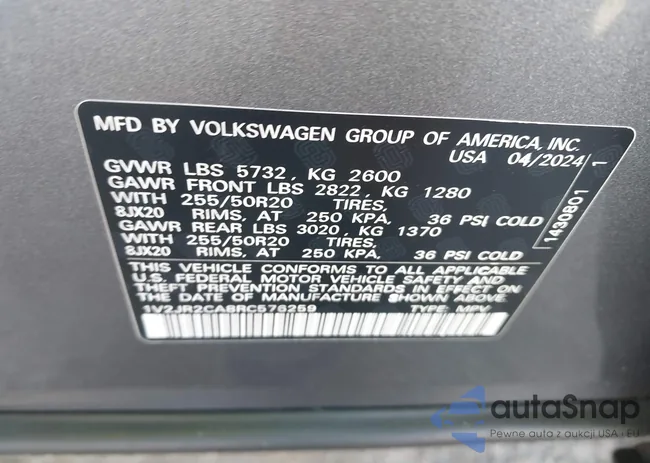 MFD BY VOLKSWAGEN GROUP OF AMERICA, INC.
USA 04/2024
GVWR LBS 5732, KG 2600
GAWR FRONT LBS 2822, KG 1280
WITH 255/50R20 TIRES,
8JX20 RIMS, AT 250 KPA, 36 PSI COLD
GAWR REAR LBS 3020, KG 1370
WITH 255/50R20 TIRES,
8JX20 RIMS, AT 250 KPA, 36 PSI COLD
THIS VEHICLE CONFORMS TO ALL APPLICABLE
U.S. FEDERAL MOTOR VEHICLE SAFETY AND
THEFT PREVENTION STANDARDS IN EFFECT ON
THE DATE OF MANUFACTURE SHOWN ABOVE.
1V2JR2CA8RC576259 TYPE: MPV
1430801 1
autaSnap
Pewne auta z aukcji USA i EU